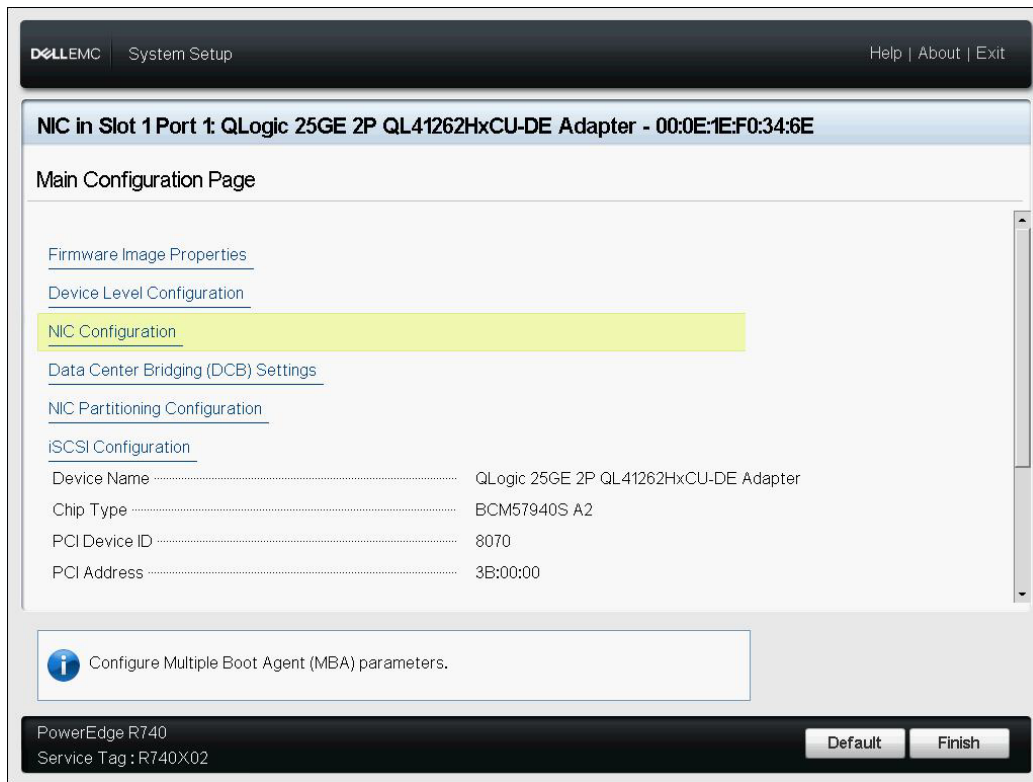 DELLEMC System Setup
Help | About | Exit
NIC in Slot 1 Port 1: QLogic 25GE 2P QL41262HxCU-DE Adapter - 00:0E:1E:F0:34:6E
Main Configuration Page
Firmware Image Properties
Device Level Configuration
NIC Configuration
Data Center Bridging (DCB) Settings
NIC Partitioning Configuration
iSCSI Configuration
Device Name QLogic 25GE 2P QL41262HxCU-DE Adapter
Chip Type BCM57940S A2
PCI Device ID 8070
PCI Address 3B:00:00
Configure Multiple Boot Agent (MBA) parameters.
PowerEdge R740
Service Tag : R740X02
Default Finish